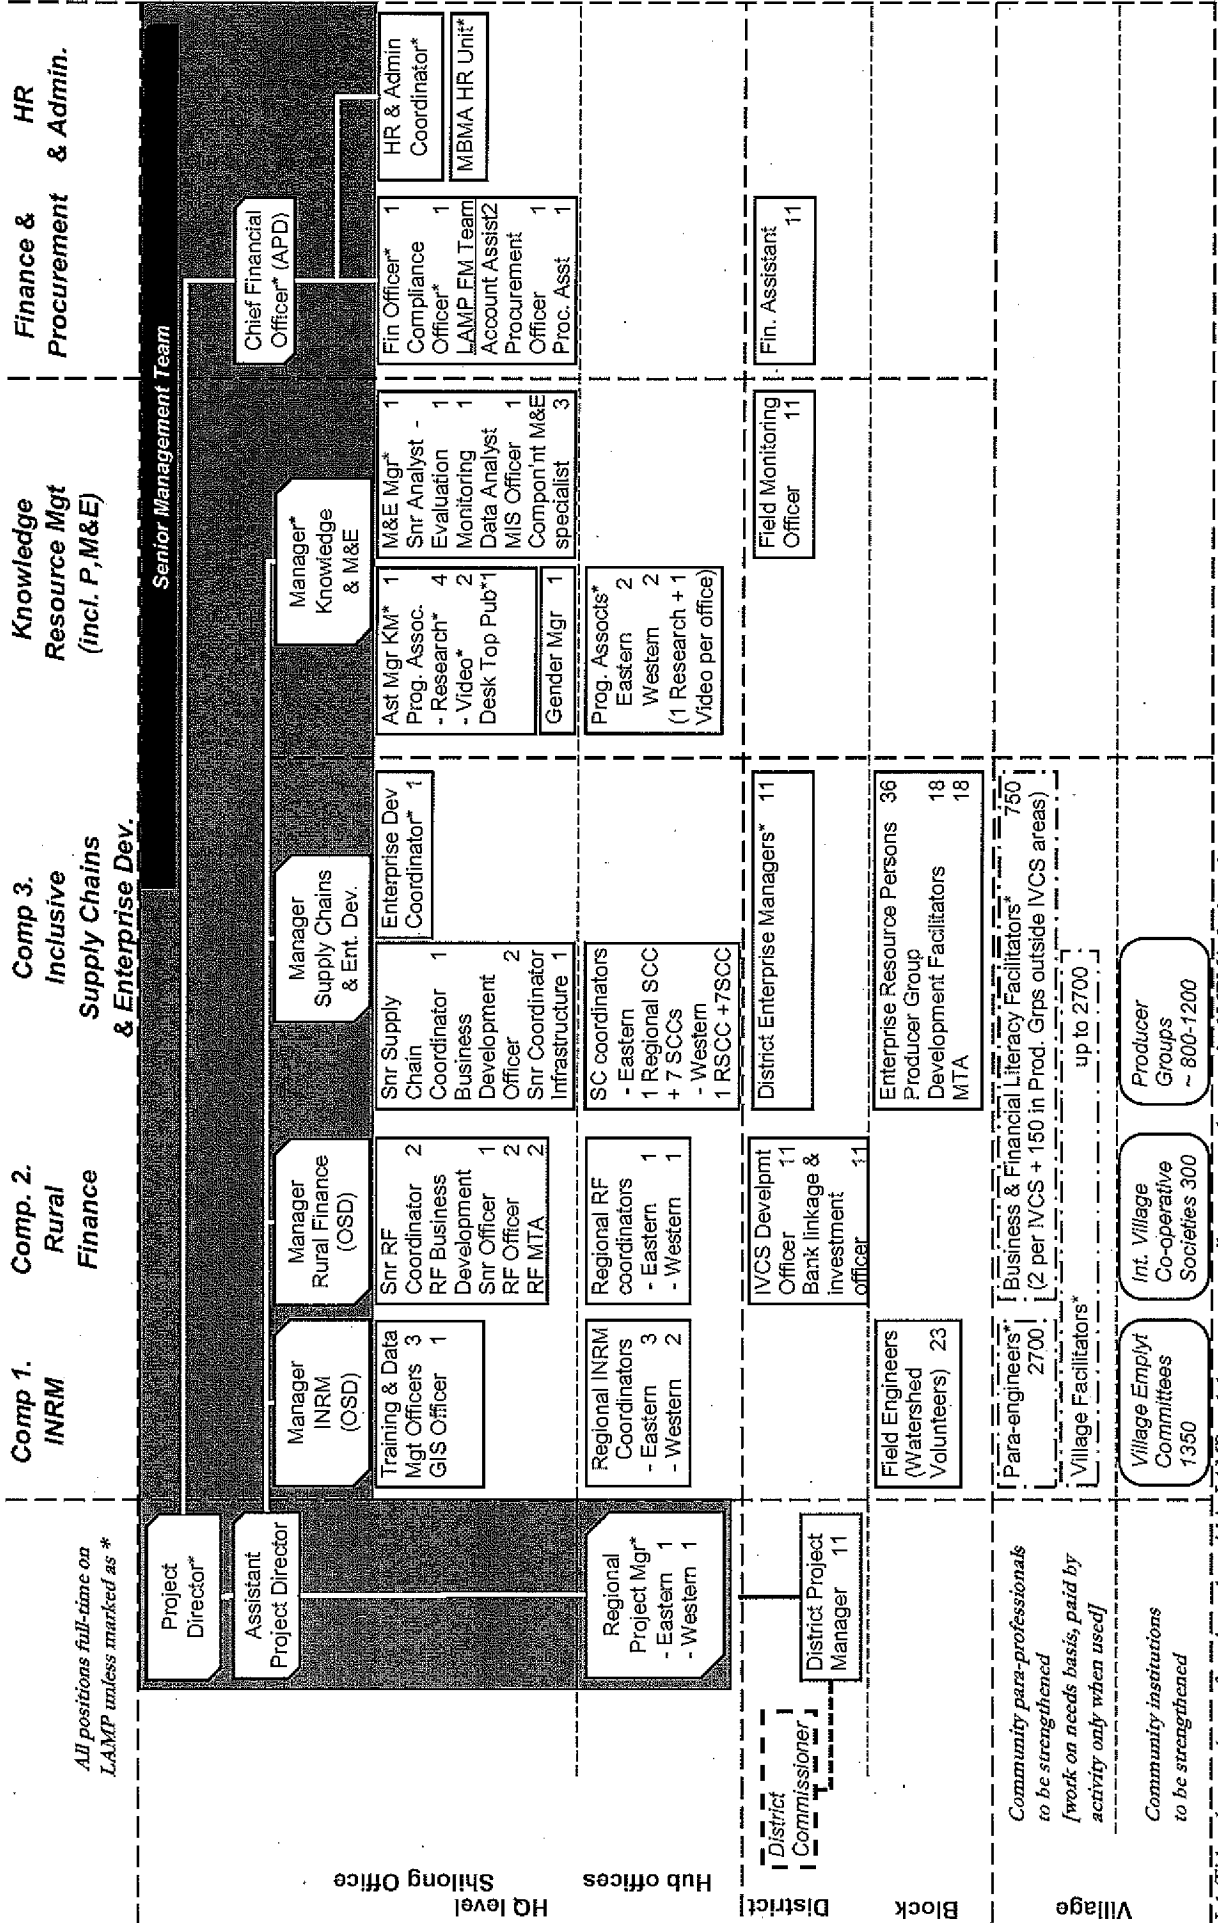 All positions full-time on
LAMP unless marked as *
Comp 1.
INRM
Comp. 2.
Rural
Finance
Comp 3.
Inclusive
Supply Chains
& Enterprise Dev.
Knowledge
Resource Mgt
(incl. P,M&E)
Finance &
Procurement
HR
& Admin.
Senior Management Team
Project
Director*
Assistant
Project Director
Chief Financial
Officer* (APD)
Manager
INRM
(OSD)
Manager
Rural Finance
(OSD)
Manager
Supply Chains
& Ent. Dev.
Manager*
Knowledge
& M&E
HQ level
Shilong Office
Training & Data
Mgt Officers 3
GIS Officer 1
Snr RF
Coordinator 2
RF Business
Development
Snr Officer 1
RF Officer 2
RF MTA 2
Snr Supply
Chain
Coordinator 1
Business
Development
Officer 2
Snr Coordinator
Infrastructure 1
Enterprise Dev
Coordinator* 1
Ast Mgr KM* 1
Prog. Assoc.
- Research* 4
- Video* 2
Desk Top Pub*1
Gender Mgr 1
M&E Mgr* 1
Snr Analyst -
Evaluation 1
Monitoring 1
Data Analyst
MIS Officer 1
Compon'nt M&E
specialist 3
Fin Officer* 1
Compliance
Officer* 1
LAMP FM Team
Account Assist2
Procurement
Officer 1
Proc. Asst 1
HR & Admin
Coordinator*
MBMA HR Unit*
Hub offices
Regional
Project Mgr*
- Eastern 1
- Western 1
Regional INRM
Coordinators
- Eastern 3
- Western 2
Regional RF
coordinators
- Eastern 1
- Western 1
SC coordinators
- Eastern
1 Regional SCC
+ 7 SCCs
- Western
1 RSCC +7SCC
Prog. Assocts*
Eastern 2
Western 2
(1 Research + 1
Video per office)
District
District
Commissioner
District Project
Manager 11
IVCS Develpmt
Officer 11
Bank linkage &
investment
officer 11
District Enterprise Managers* 11
Field Monitoring
Officer 11
Fin. Assistant
11
Block
Field Engineers
(Watershed
Volunteers) 23
Enterprise Resource Persons 36
Producer Group
Development Facilitators 18
MTA 18
Village
Community para-professionals
to be strengthened
[work on needs basis, paid by
activity only when used]
Para-engineers*
2700
Business & Financial Literacy Facilitators* 750
(2 per IVCS + 150 in Prod. Grps outside IVCS areas)
Village Facilitators* up to 2700
Community institutions
to be strengthened
Village Emplyt
Committees
1350
Int. Village
Co-operative
Societies 300
Producer
Groups
~ 800-1200